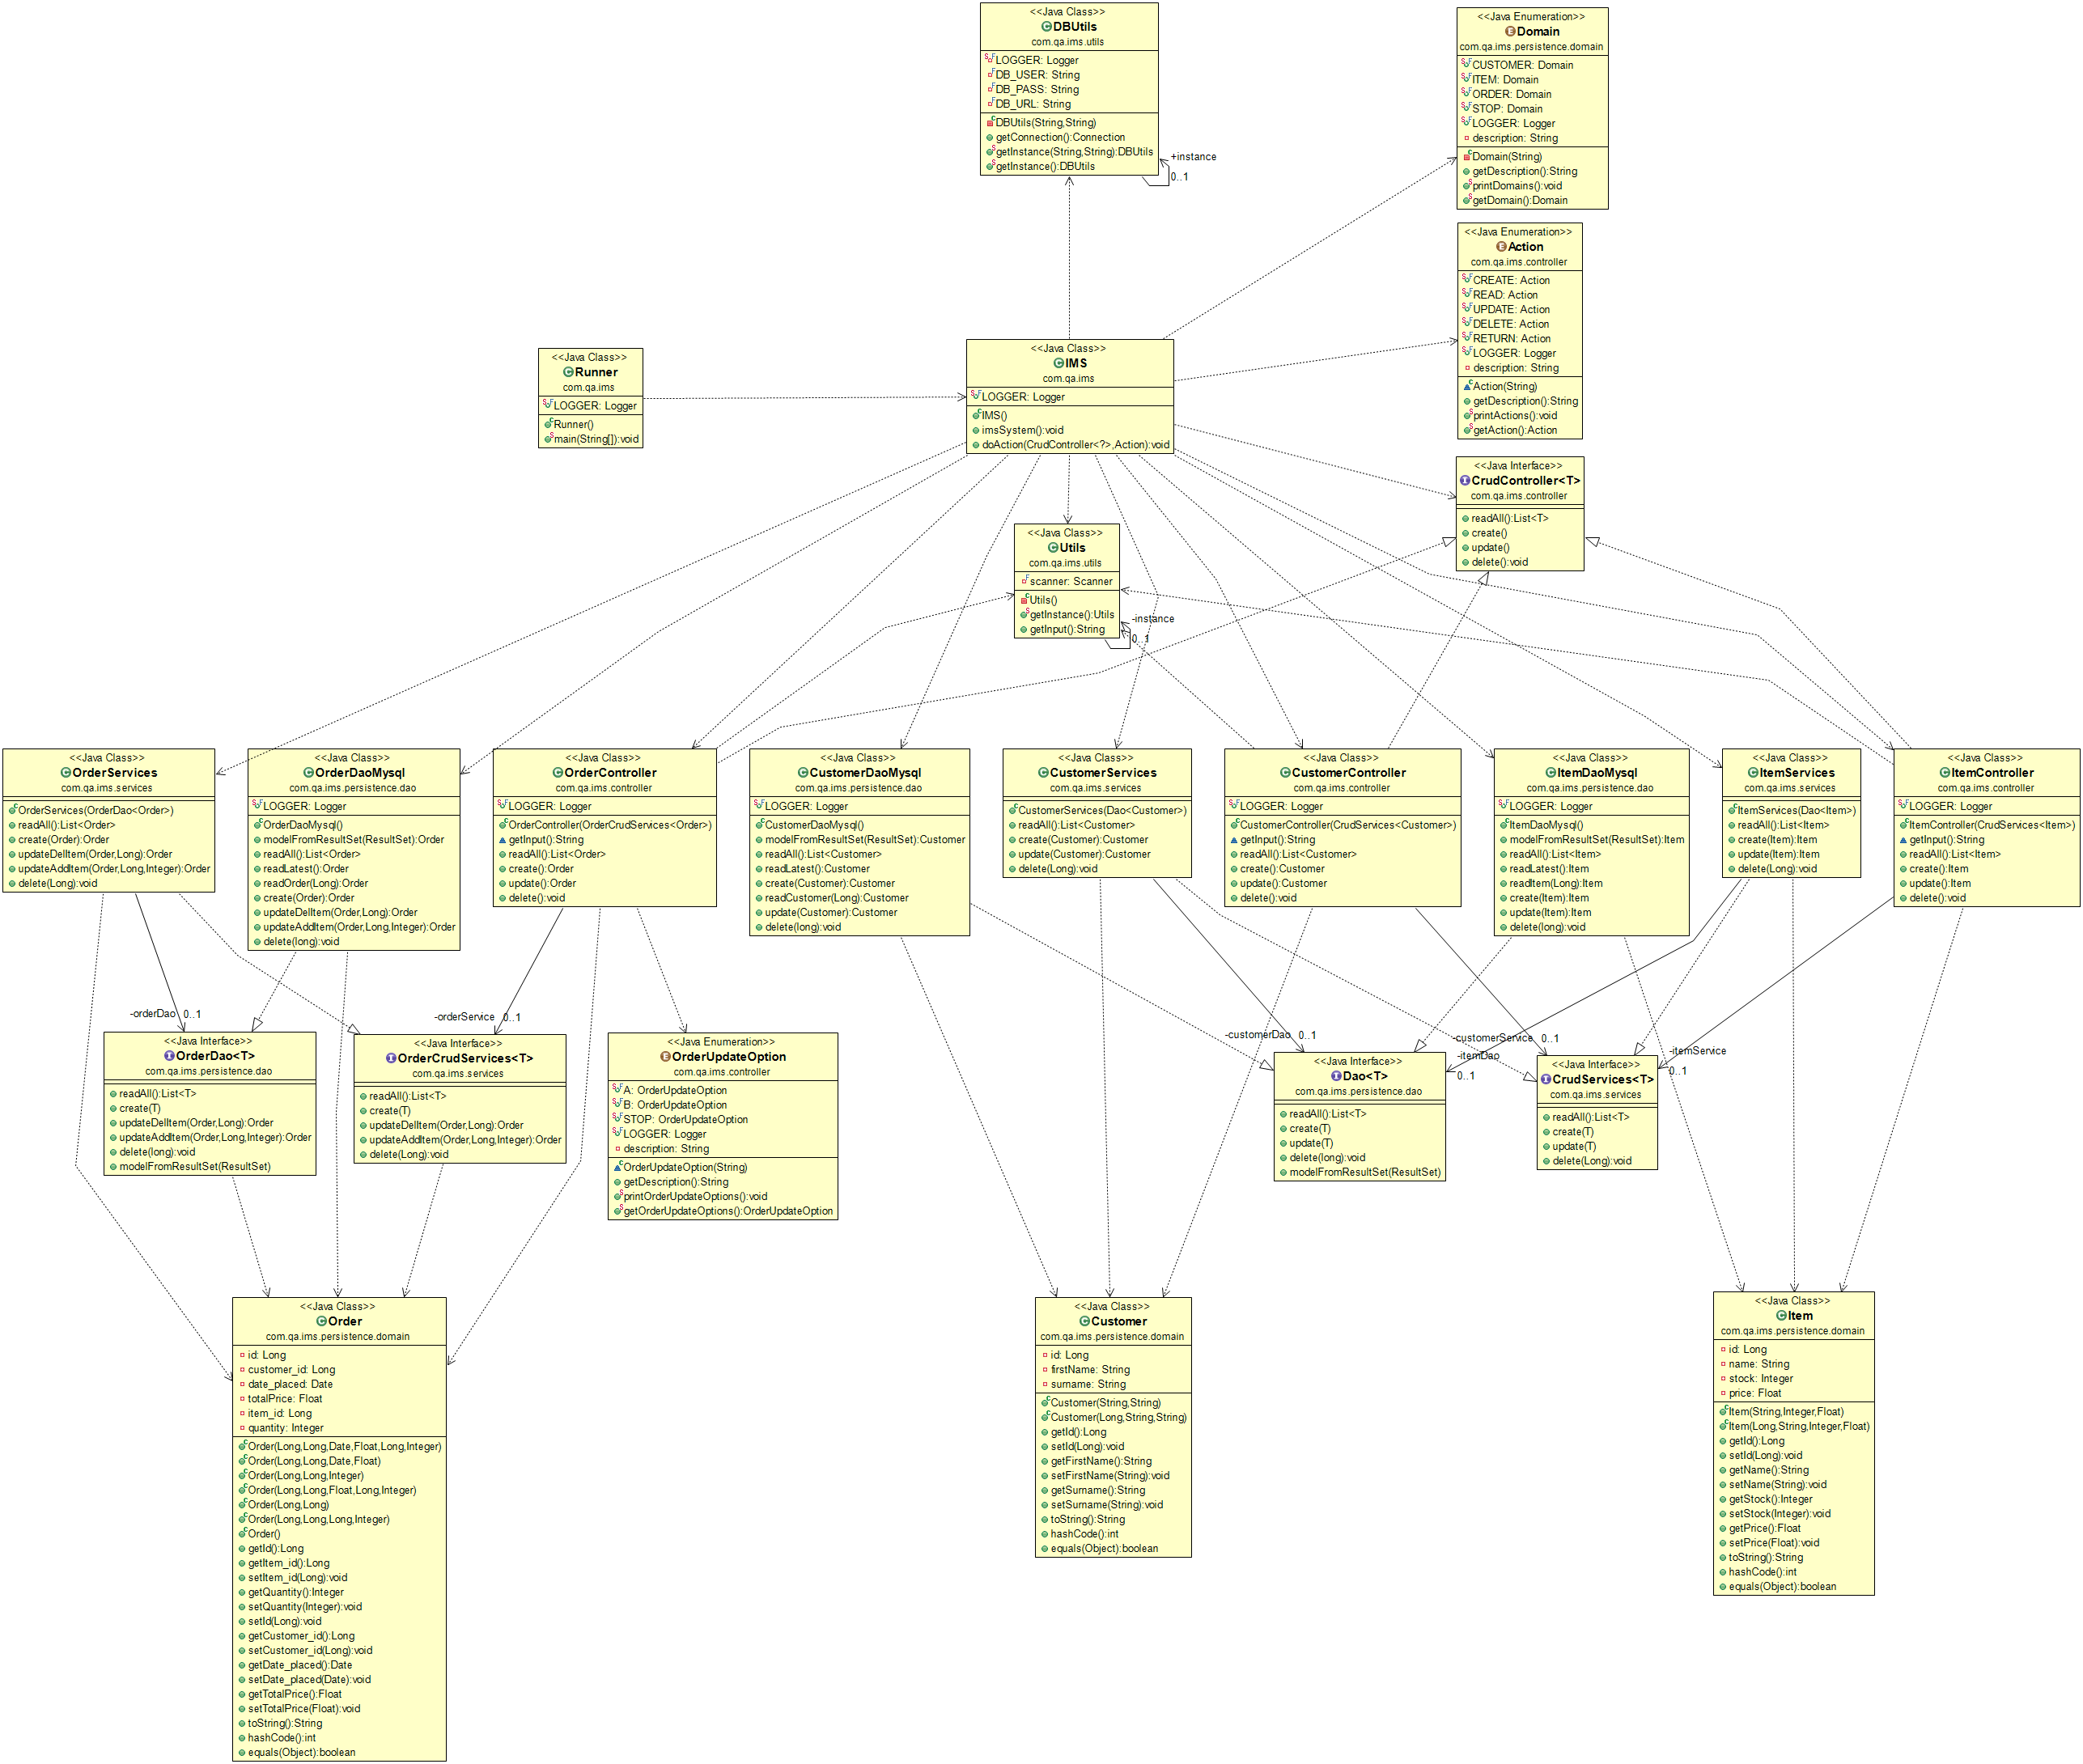 <<Java Class>>
DBUtils
com.qa.ims.utils
LOGGER: Logger
DB_USER: String
DB_PASS: String
DB_URL: String
DBUtils(String,String)
getConnection():Connection
getInstance(String,String):DBUtils
getInstance():DBUtils
+instance
0..1
<<Java Enumeration>>
Domain
com.qa.ims.persistence.domain
CUSTOMER: Domain
ITEM: Domain
ORDER: Domain
STOP: Domain
LOGGER: Logger
description: String
Domain(String)
getDescription():String
printDomains():void
getDomain():Domain
<<Java Enumeration>>
Action
com.qa.ims.controller
CREATE: Action
READ: Action
UPDATE: Action
DELETE: Action
RETURN: Action
LOGGER: Logger
description: String
Action(String)
getDescription():String
printActions():void
getAction():Action
<<Java Class>>
Runner
com.qa.ims
LOGGER: Logger
Runner()
main(String[]):void
<<Java Class>>
IMS
com.qa.ims
LOGGER: Logger
IMS()
imsSystem():void
doAction(CrudController<?>,Action):void
<<Java Interface>>
CrudController<T>
com.qa.ims.controller
readAll():List<T>
create()
update()
delete():void
<<Java Class>>
Utils
com.qa.ims.utils
scanner: Scanner
Utils()
getInstance():Utils
getInput():String
-instance
0..1
<<Java Class>>
OrderServices
com.qa.ims.services
OrderServices(OrderDao<Order>)
readAll():List<Order>
create(Order):Order
updateDelItem(Order,Long):Order
updateAddItem(Order,Long,Integer):Order
delete(Long):void
<<Java Class>>
OrderDaoMysql
com.qa.ims.persistence.dao
LOGGER: Logger
OrderDaoMysql()
modelFromResultSet(ResultSet):Order
readAll():List<Order>
readLatest():Order
readOrder(Long):Order
create(Order):Order
updateDelItem(Order,Long):Order
updateAddItem(Order,Long,Integer):Order
delete(long):void
<<Java Class>>
OrderController
com.qa.ims.controller
LOGGER: Logger
OrderController(OrderCrudServices<Order>)
getInput():String
readAll():List<Order>
create():Order
update():Order
delete():void
<<Java Class>>
CustomerDaoMysql
com.qa.ims.persistence.dao
LOGGER: Logger
CustomerDaoMysql()
modelFromResultSet(ResultSet):Customer
readAll():List<Customer>
readLatest():Customer
create(Customer):Customer
readCustomer(Long):Customer
update(Customer):Customer
delete(long):void
<<Java Class>>
CustomerServices
com.qa.ims.services
CustomerServices(Dao<Customer>)
readAll():List<Customer>
create(Customer):Customer
update(Customer):Customer
delete(Long):void
<<Java Class>>
CustomerController
com.qa.ims.controller
LOGGER: Logger
CustomerController(CrudServices<Customer>)
getInput():String
readAll():List<Customer>
create():Customer
update():Customer
delete():void
<<Java Class>>
ItemDaoMysql
com.qa.ims.persistence.dao
LOGGER: Logger
ItemDaoMysql()
modelFromResultSet(ResultSet):Item
readAll():List<Item>
readLatest():Item
readItem(Long):Item
create(Item):Item
update(Item):Item
delete(long):void
<<Java Class>>
ItemServices
com.qa.ims.services
ItemServices(Dao<Item>)
readAll():List<Item>
create(Item):Item
update(Item):Item
delete(Long):void
<<Java Class>>
ItemController
com.qa.ims.controller
LOGGER: Logger
ItemController(CrudServices<Item>)
getInput():String
readAll():List<Item>
create():Item
update():Item
delete():void
-orderDao 0..1
-orderService 0..1
-customerDao 0..1
-itemDao
0..1
-customerService 0..1
-itemService
0..1
<<Java Interface>>
OrderDao<T>
com.qa.ims.persistence.dao
readAll():List<T>
create(T)
updateDelItem(Order,Long):Order
updateAddItem(Order,Long,Integer):Order
delete(long):void
modelFromResultSet(ResultSet)
<<Java Interface>>
OrderCrudServices<T>
com.qa.ims.services
readAll():List<T>
create(T)
updateDelItem(Order,Long):Order
updateAddItem(Order,Long,Integer):Order
delete(Long):void
<<Java Enumeration>>
OrderUpdateOption
com.qa.ims.controller
A: OrderUpdateOption
B: OrderUpdateOption
STOP: OrderUpdateOption
LOGGER: Logger
description: String
OrderUpdateOption(String)
getDescription():String
printOrderUpdateOptions():void
getOrderUpdateOptions():OrderUpdateOption
<<Java Interface>>
Dao<T>
com.qa.ims.persistence.dao
readAll():List<T>
create(T)
update(T)
delete(long):void
modelFromResultSet(ResultSet)
<<Java Interface>>
CrudServices<T>
com.qa.ims.services
readAll():List<T>
create(T)
update(T)
delete(Long):void
<<Java Class>>
Order
com.qa.ims.persistence.domain
id: Long
customer_id: Long
date_placed: Date
totalPrice: Float
item_id: Long
quantity: Integer
Order(Long,Long,Date,Float,Long,Integer)
Order(Long,Long,Date,Float)
Order(Long,Long,Integer)
Order(Long,Long,Float,Long,Integer)
Order(Long,Long)
Order(Long,Long,Long,Integer)
Order()
getId():Long
getItem_id():Long
setItem_id(Long):void
getQuantity():Integer
setQuantity(Integer):void
setId(Long):void
getCustomer_id():Long
setCustomer_id(Long):void
getDate_placed():Date
setDate_placed(Date):void
getTotalPrice():Float
setTotalPrice(Float):void
toString():String
hashCode():int
equals(Object):boolean
<<Java Class>>
Customer
com.qa.ims.persistence.domain
id: Long
firstName: String
surname: String
Customer(String,String)
Customer(Long,String,String)
getId():Long
setId(Long):void
getFirstName():String
setFirstName(String):void
getSurname():String
setSurname(String):void
toString():String
hashCode():int
equals(Object):boolean
<<Java Class>>
Item
com.qa.ims.persistence.domain
id: Long
name: String
stock: Integer
price: Float
Item(String,Integer,Float)
Item(Long,String,Integer,Float)
getId():Long
setId(Long):void
getName():String
setName(String):void
getStock():Integer
setStock(Integer):void
getPrice():Float
setPrice(Float):void
toString():String
hashCode():int
equals(Object):boolean